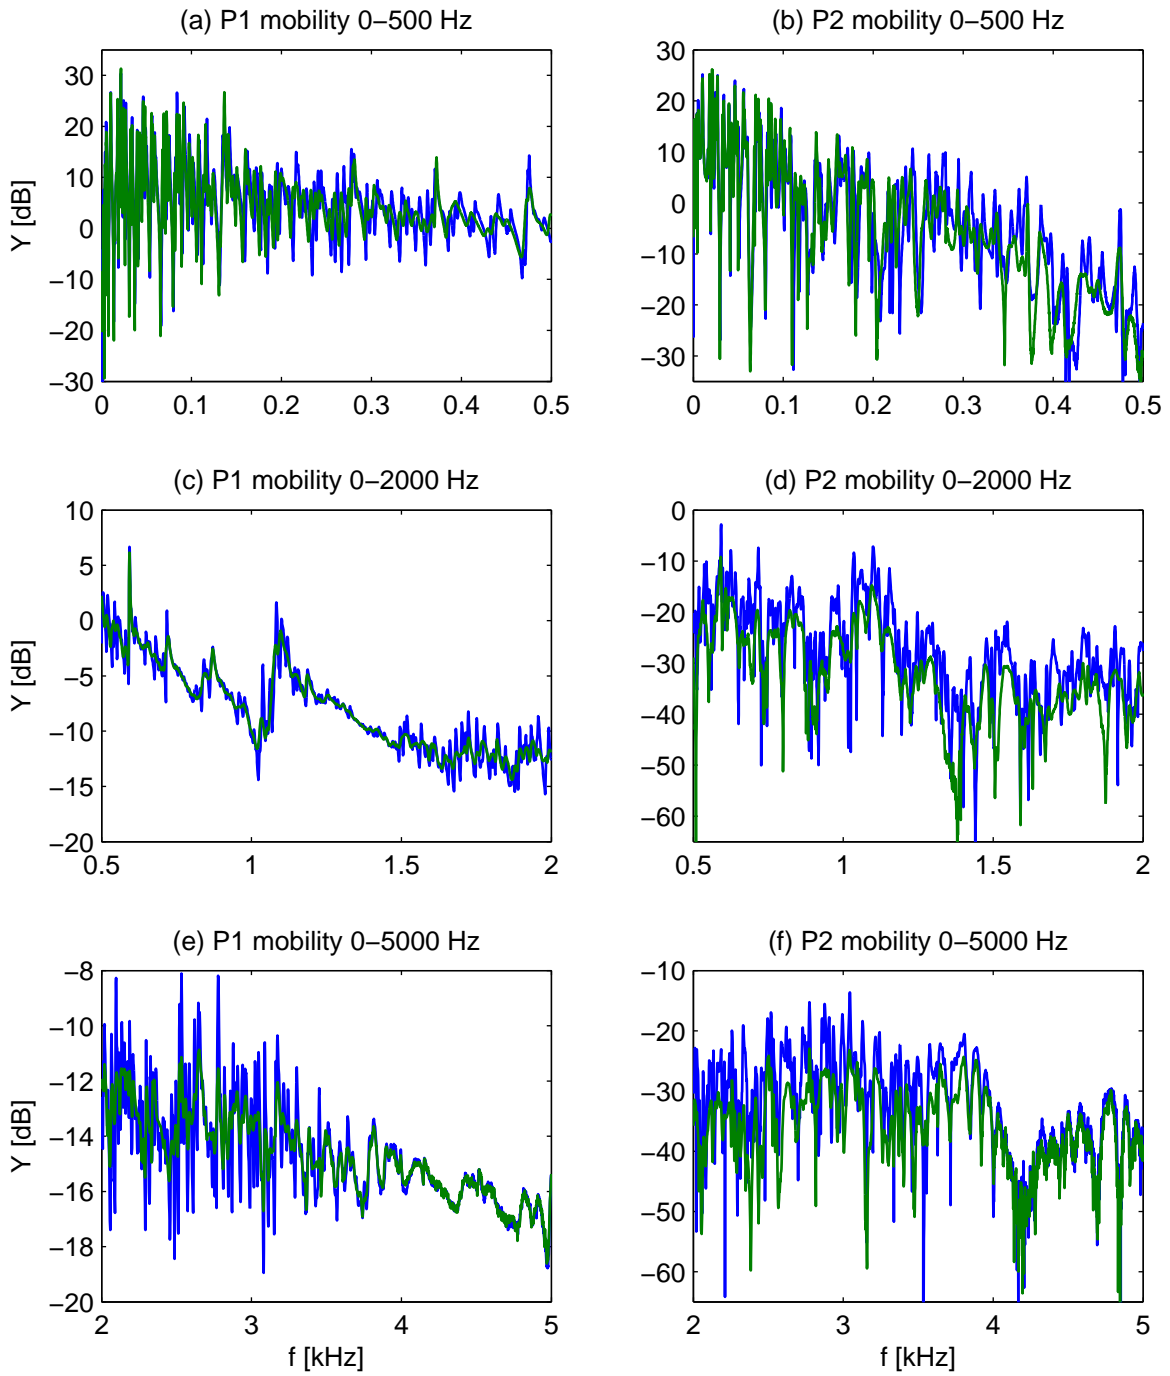 (a) P1 mobility 0−500 Hz
30
20
10
0
−10
−20
−30
Y [dB]
0 0.1 0.2 0.3 0.4 0.5
(b) P2 mobility 0−500 Hz
30
20
10
0
−10
−20
−30
0 0.1 0.2 0.3 0.4 0.5
(c) P1 mobility 0−2000 Hz
10
5
0
−5
−10
−15
−20
Y [dB]
0.5 1 1.5 2
(d) P2 mobility 0−2000 Hz
0
−10
−20
−30
−40
−50
−60
0.5 1 1.5 2
(e) P1 mobility 0−5000 Hz
−8
−10
−12
−14
−16
−18
−20
Y [dB]
2 3 4 5
f [kHz]
(f) P2 mobility 0−5000 Hz
−10
−20
−30
−40
−50
−60
2 3 4 5
f [kHz]